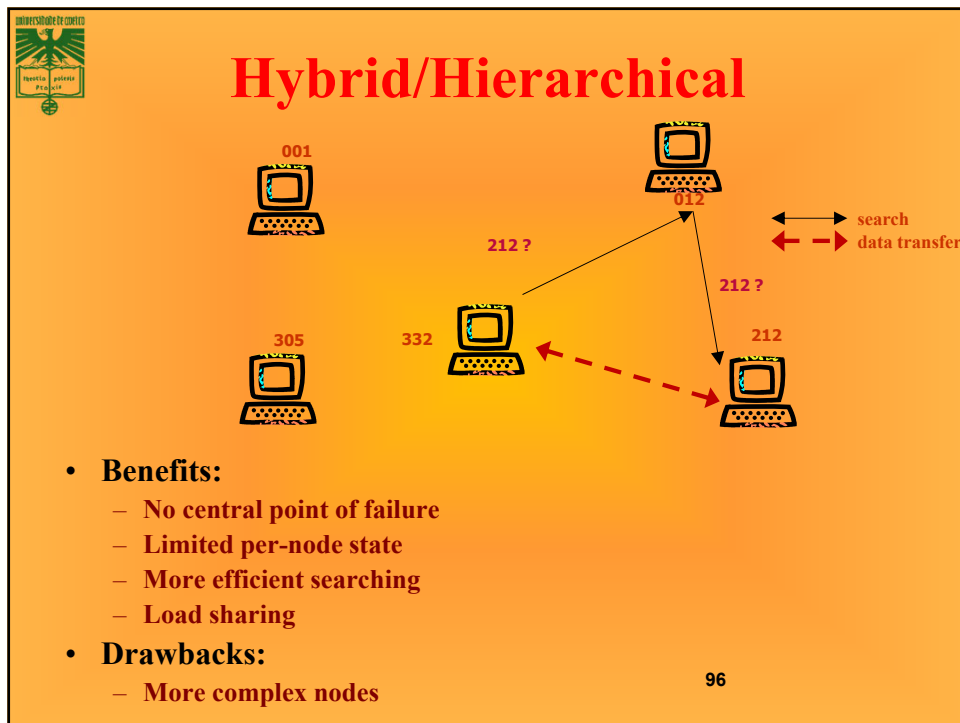 Hybrid/Hierarchical
001
012
search
data transfer
212 ?
212 ?
305
332
212
• Benefits:
– No central point of failure
– Limited per-node state
– More efficient searching
– Load sharing
• Drawbacks:
– More complex nodes
96